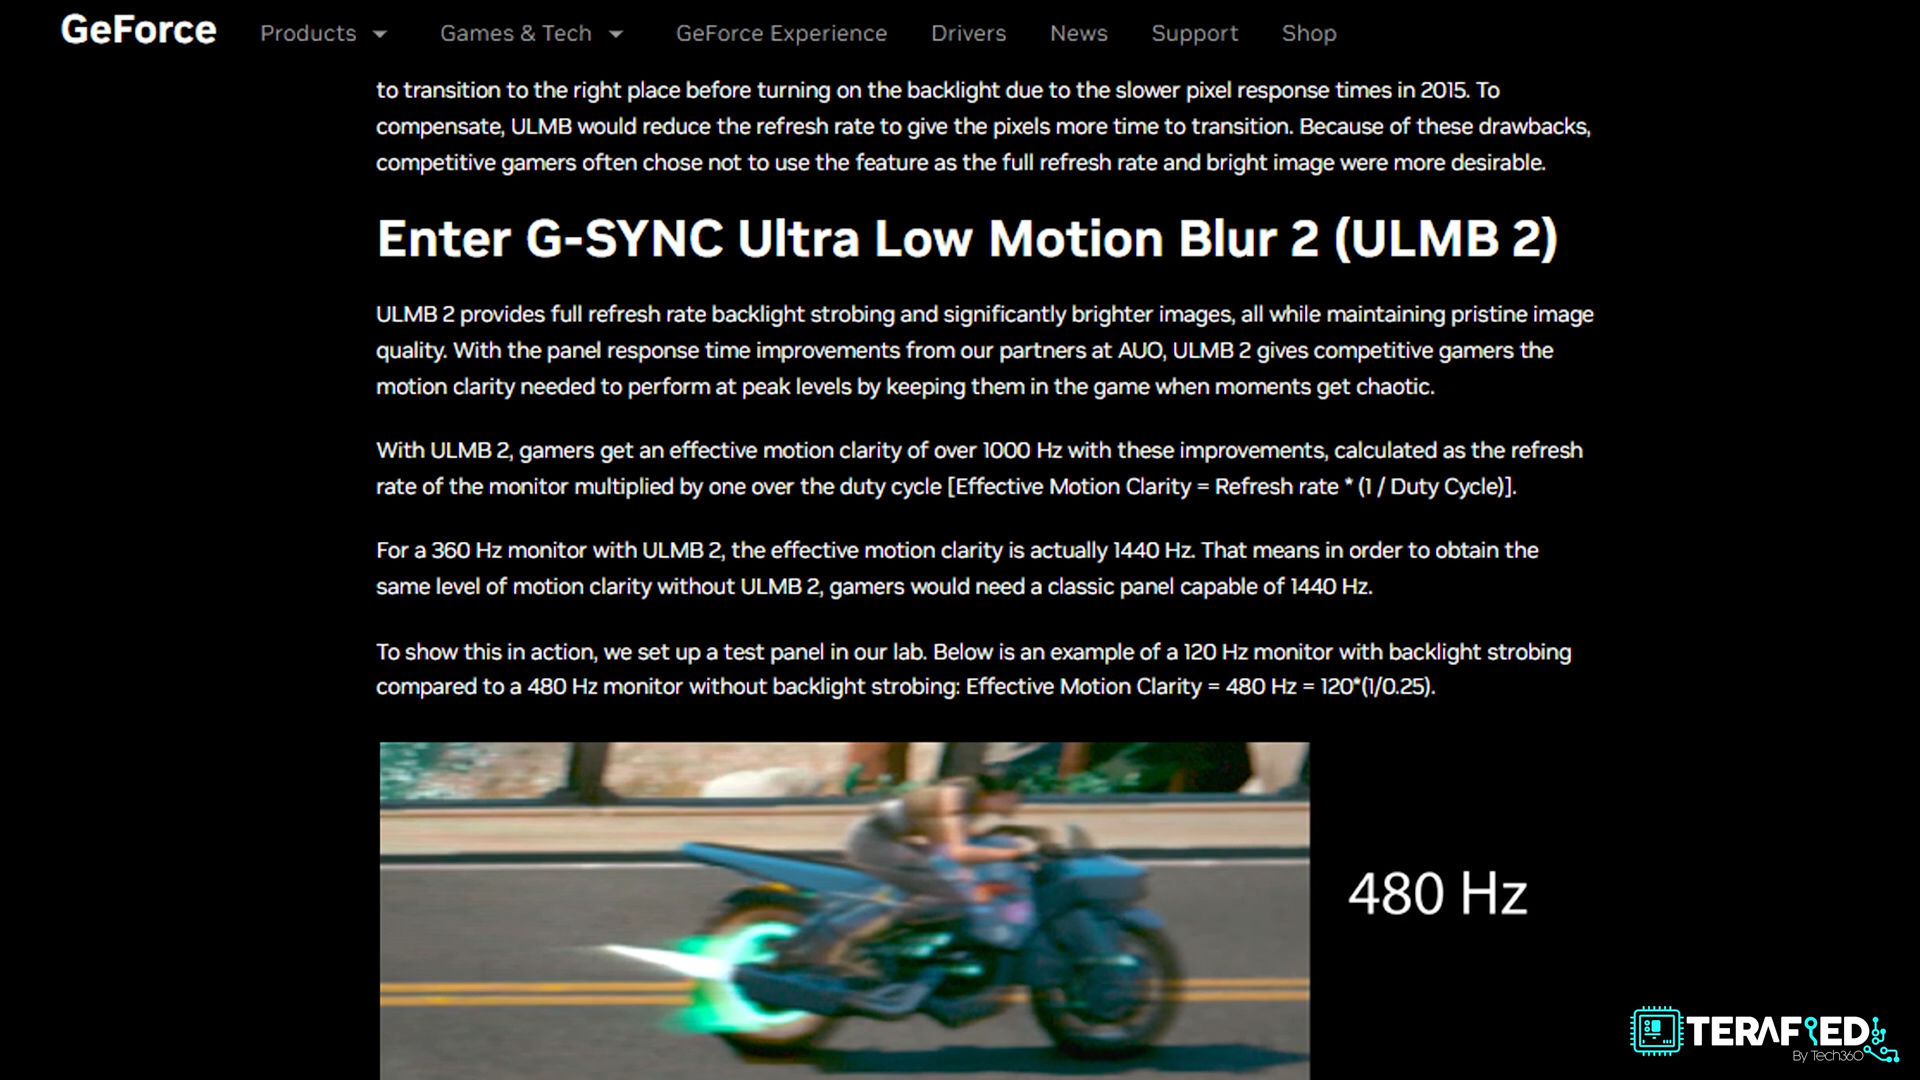 GeForce Products Games & Tech GeForce Experience Drivers News Support Shop
to transition to the right place before turning on the backlight due to the slower pixel response times in 2015. To
compensate, ULMB would reduce the refresh rate to give the pixels more time to transition. Because of these drawbacks,
competitive gamers often chose not to use the feature as the full refresh rate and bright image were more desirable.
Enter G-SYNC Ultra Low Motion Blur 2 (ULMB 2)
ULMB 2 provides full refresh rate backlight strobing and significantly brighter images, all while maintaining pristine image
quality. With the panel response time improvements from our partners at AUO, ULMB 2 gives competitive gamers the
motion clarity needed to perform at peak levels by keeping them in the game when moments get chaotic.
With ULMB 2, gamers get an effective motion clarity of over 1000 Hz with these improvements, calculated as the refresh
rate of the monitor multiplied by one over the duty cycle [Effective Motion Clarity = Refresh rate * (1 / Duty Cycle)].
For a 360 Hz monitor with ULMB 2, the effective motion clarity is actually 1440 Hz. That means in order to obtain the
same level of motion clarity without ULMB 2, gamers would need a classic panel capable of 1440 Hz.
To show this in action, we set up a test panel in our lab. Below is an example of a 120 Hz monitor with backlight strobing
compared to a 480 Hz monitor without backlight strobing: Effective Motion Clarity = 480 Hz = 120*(1/0.25).
480 Hz
TERAFIED
By Tech360